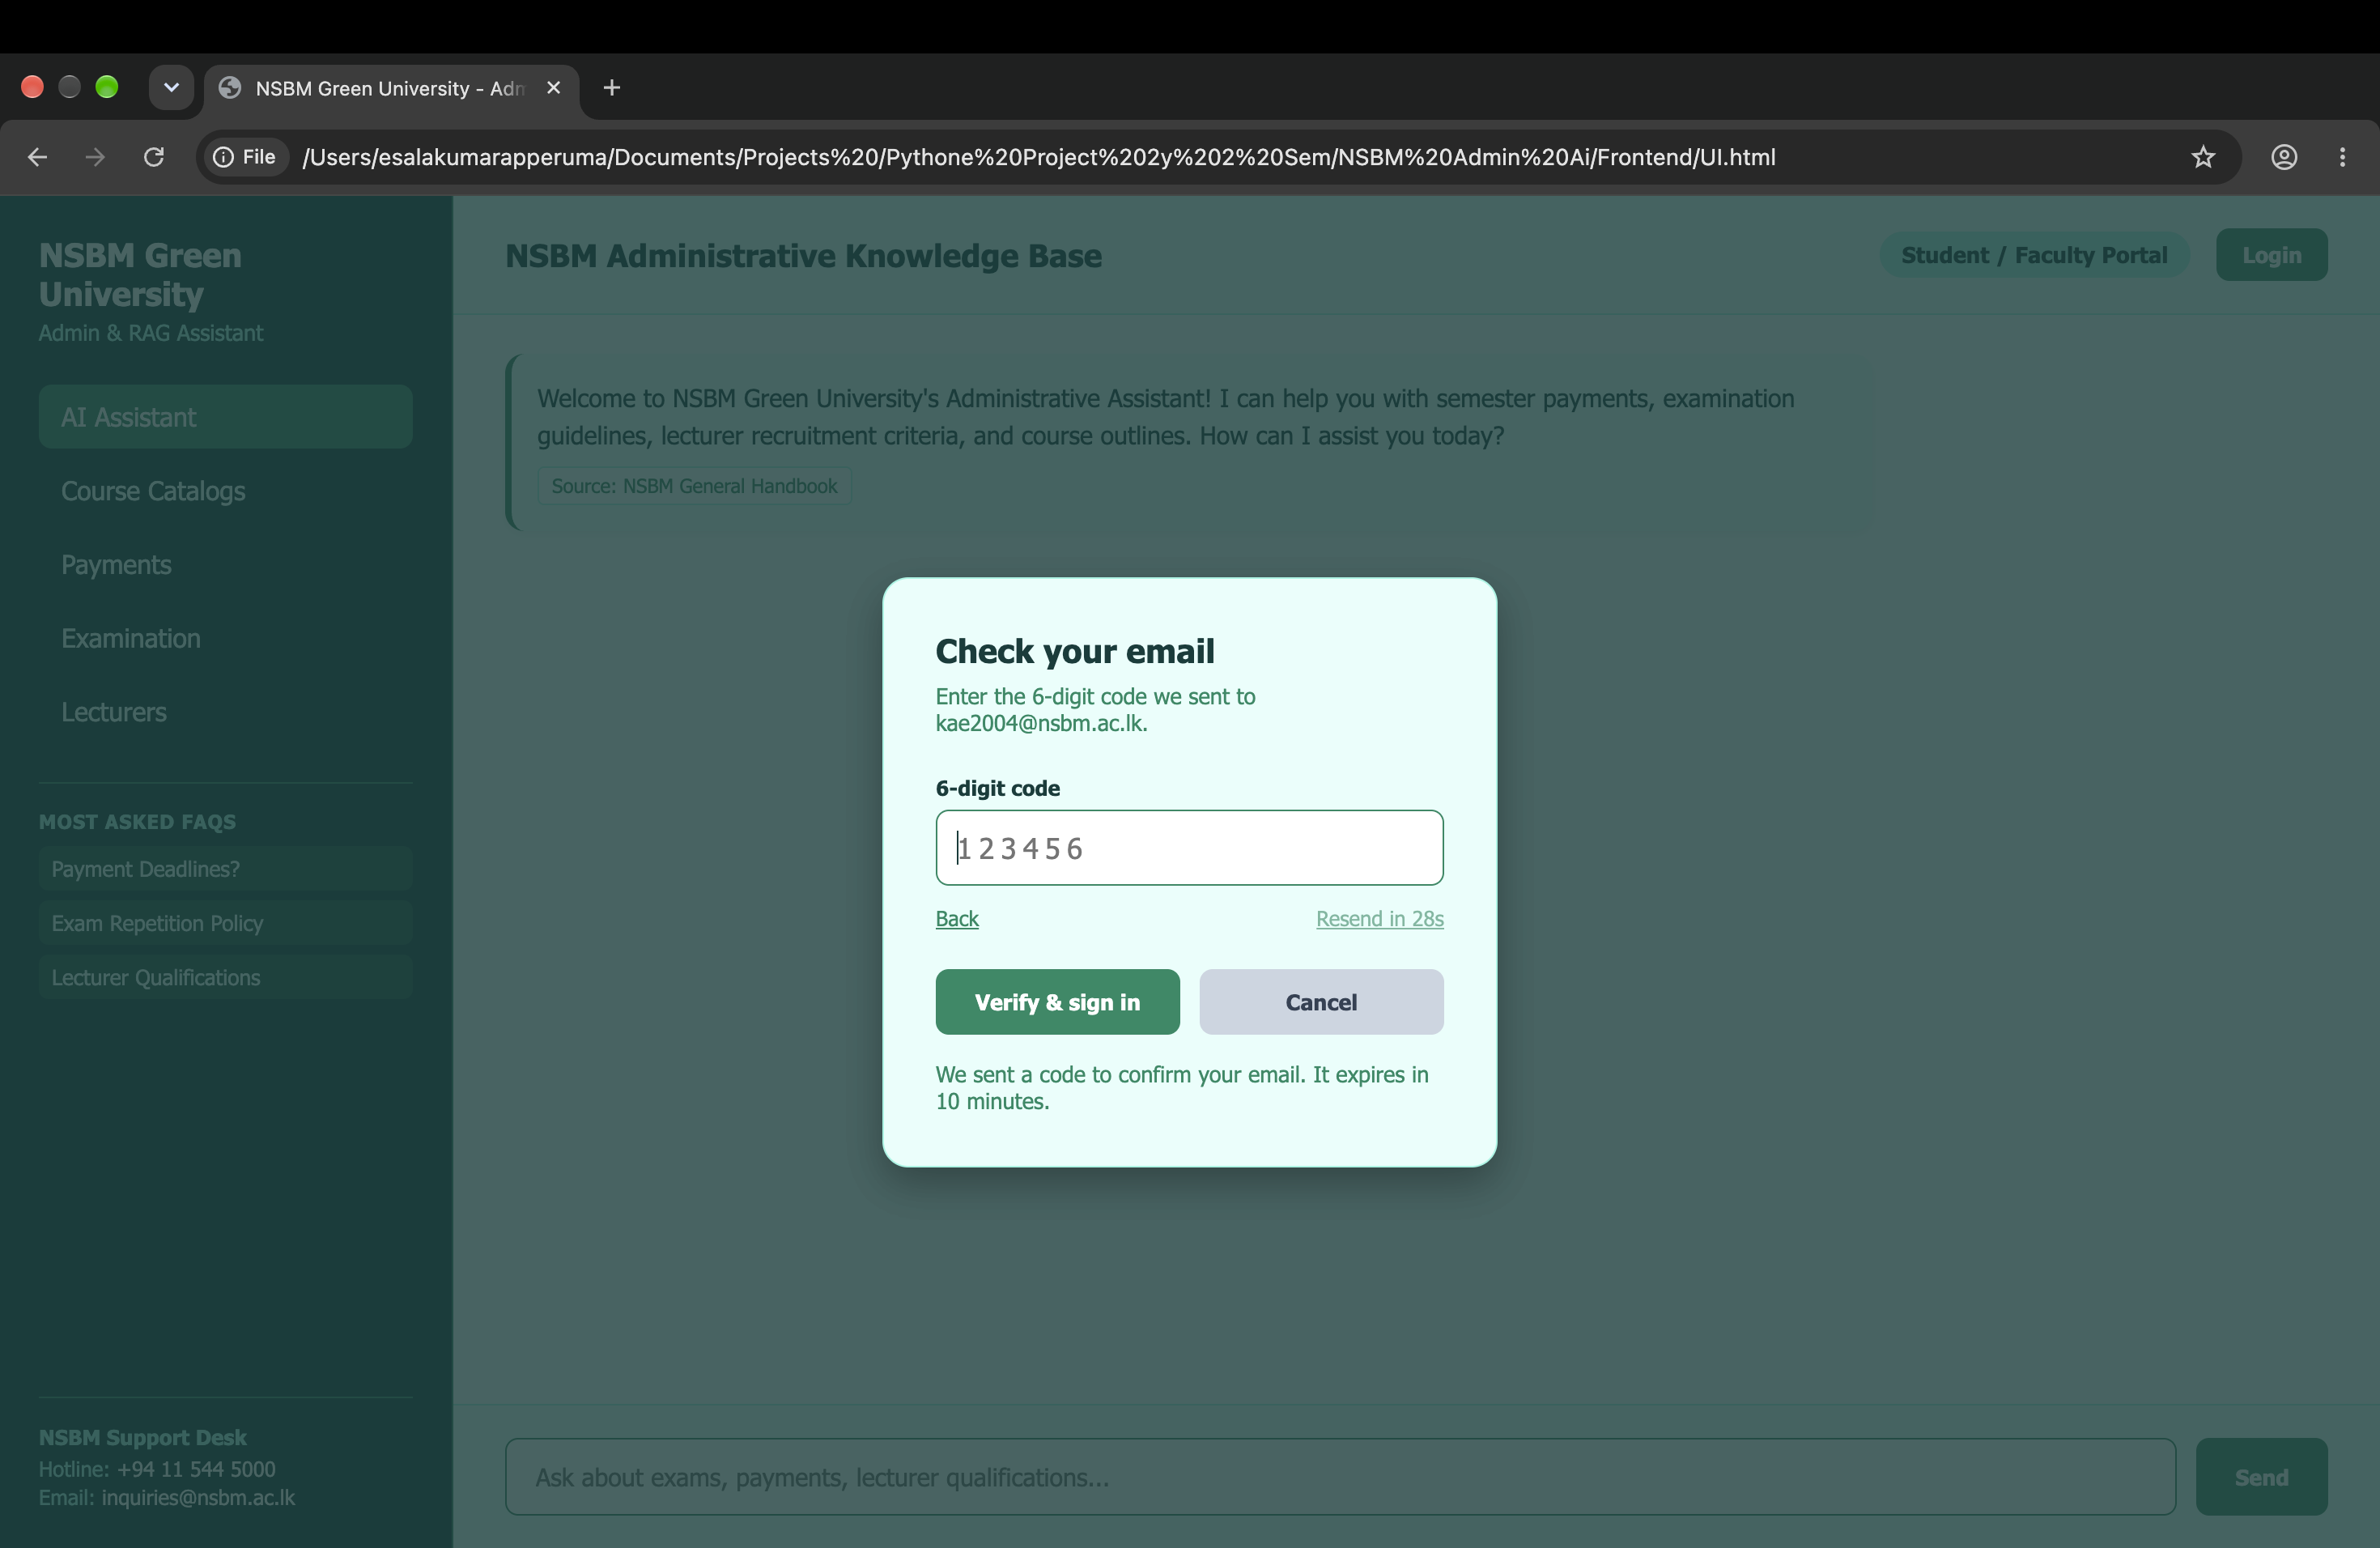 NSBM Green University - Adm
File
/Users/esalakumarapperuma/Documents/Projects%20/Pythone%20Project%202y%202%20Sem/NSBM%20Admin%20Ai/Frontend/UI.html
NSBM Green
University
Admin & RAG Assistant
AI Assistant
Course Catalogs
Payments
Examination
Lecturers
MOST ASKED FAQS
Payment Deadlines?
Exam Repetition Policy
Lecturer Qualifications
NSBM Support Desk
Hotline: +94 11 544 5000
Email: inquiries@nsbm.ac.lk
NSBM Administrative Knowledge Base
Student / Faculty Portal
Login
Welcome to NSBM Green University's Administrative Assistant! I can help you with semester payments, examination
guidelines, lecturer recruitment criteria, and course outlines. How can I assist you today?
Source: NSBM General Handbook
Check your email
Enter the 6-digit code we sent to
kae2004@nsbm.ac.lk.
6-digit code
123456
Back
Resend in 28s
Verify & sign in
Cancel
We sent a code to confirm your email. It expires in
10 minutes.
Ask about exams, payments, lecturer qualifications...
Send